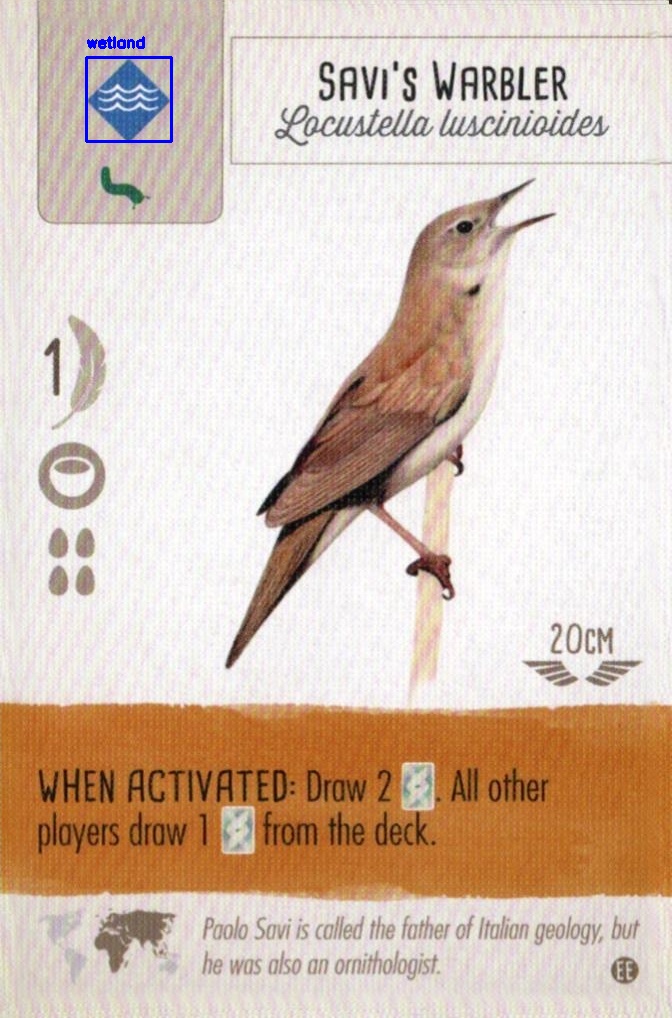 wetland
SAVI'S WARBLER
Locustella luscinioides
1
20CM
WHEN ACTIVATED: Draw 2 . All other
players draw 1 from the deck.
Paolo Savi is called the father of Italian geology, but
he was also an ornithologist.
EE